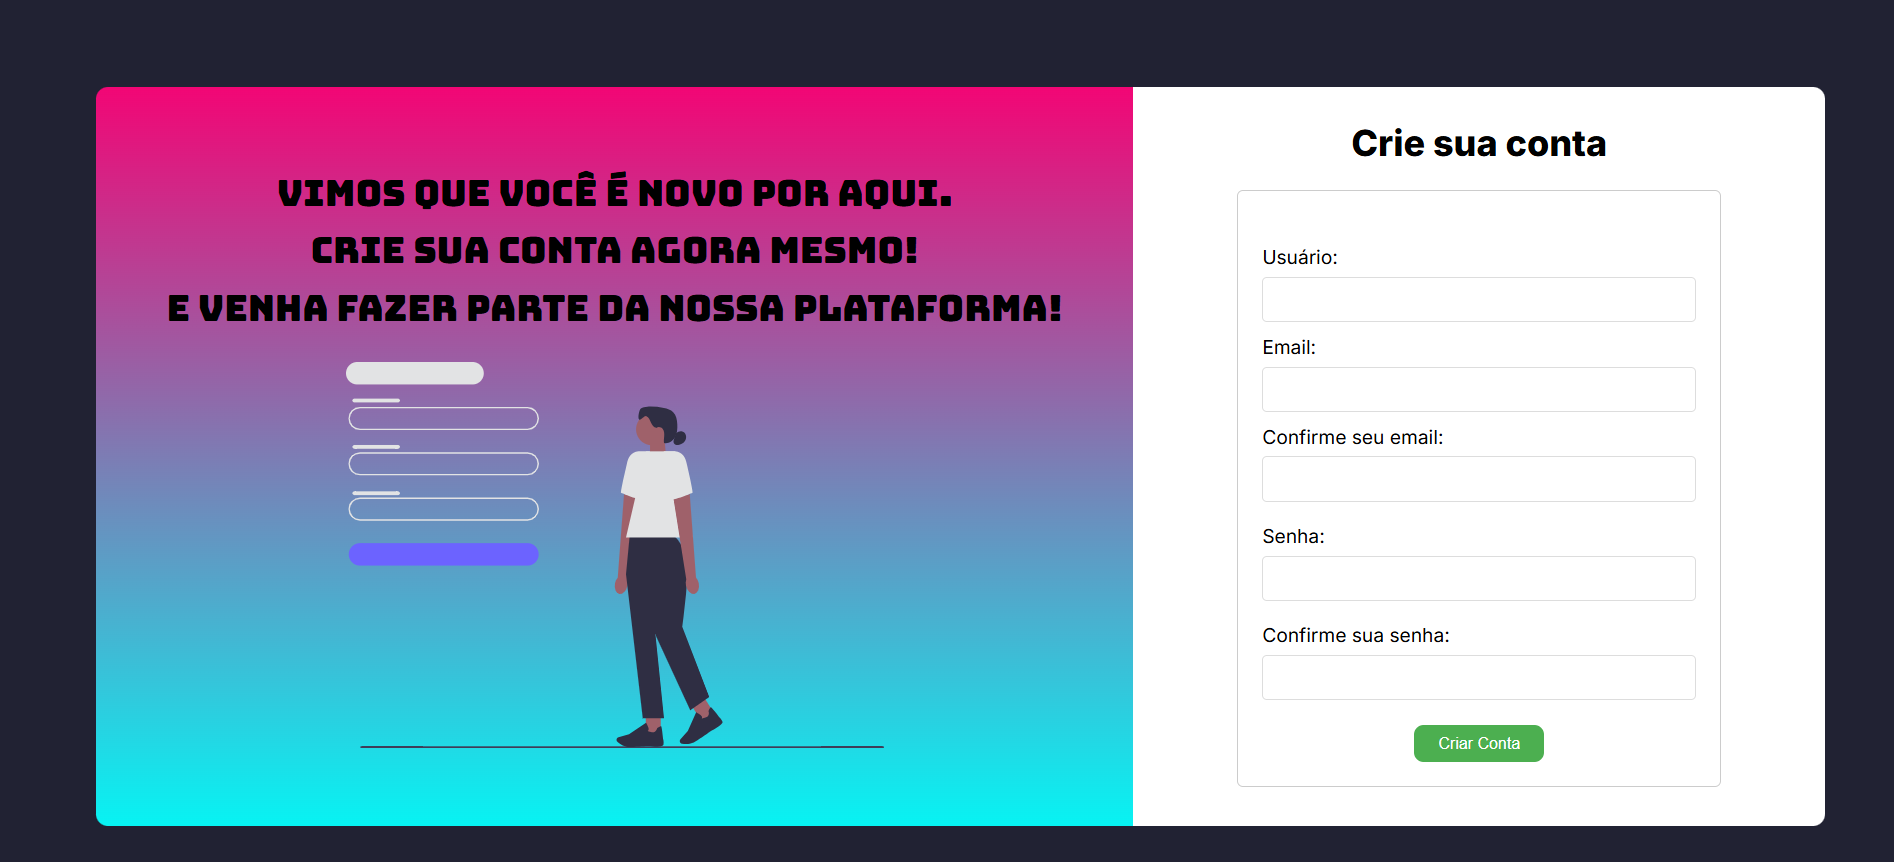 VIMOS QUE VOCÊ É NOVO POR AQUI.
CRIE SUA CONTA AGORA MESMO!
E VENHA FAZER PARTE DA NOSSA PLATAFORMA!
Crie sua conta
Usuário:
Email:
Confirme seu email:
Senha:
Confirme sua senha:
Criar Conta